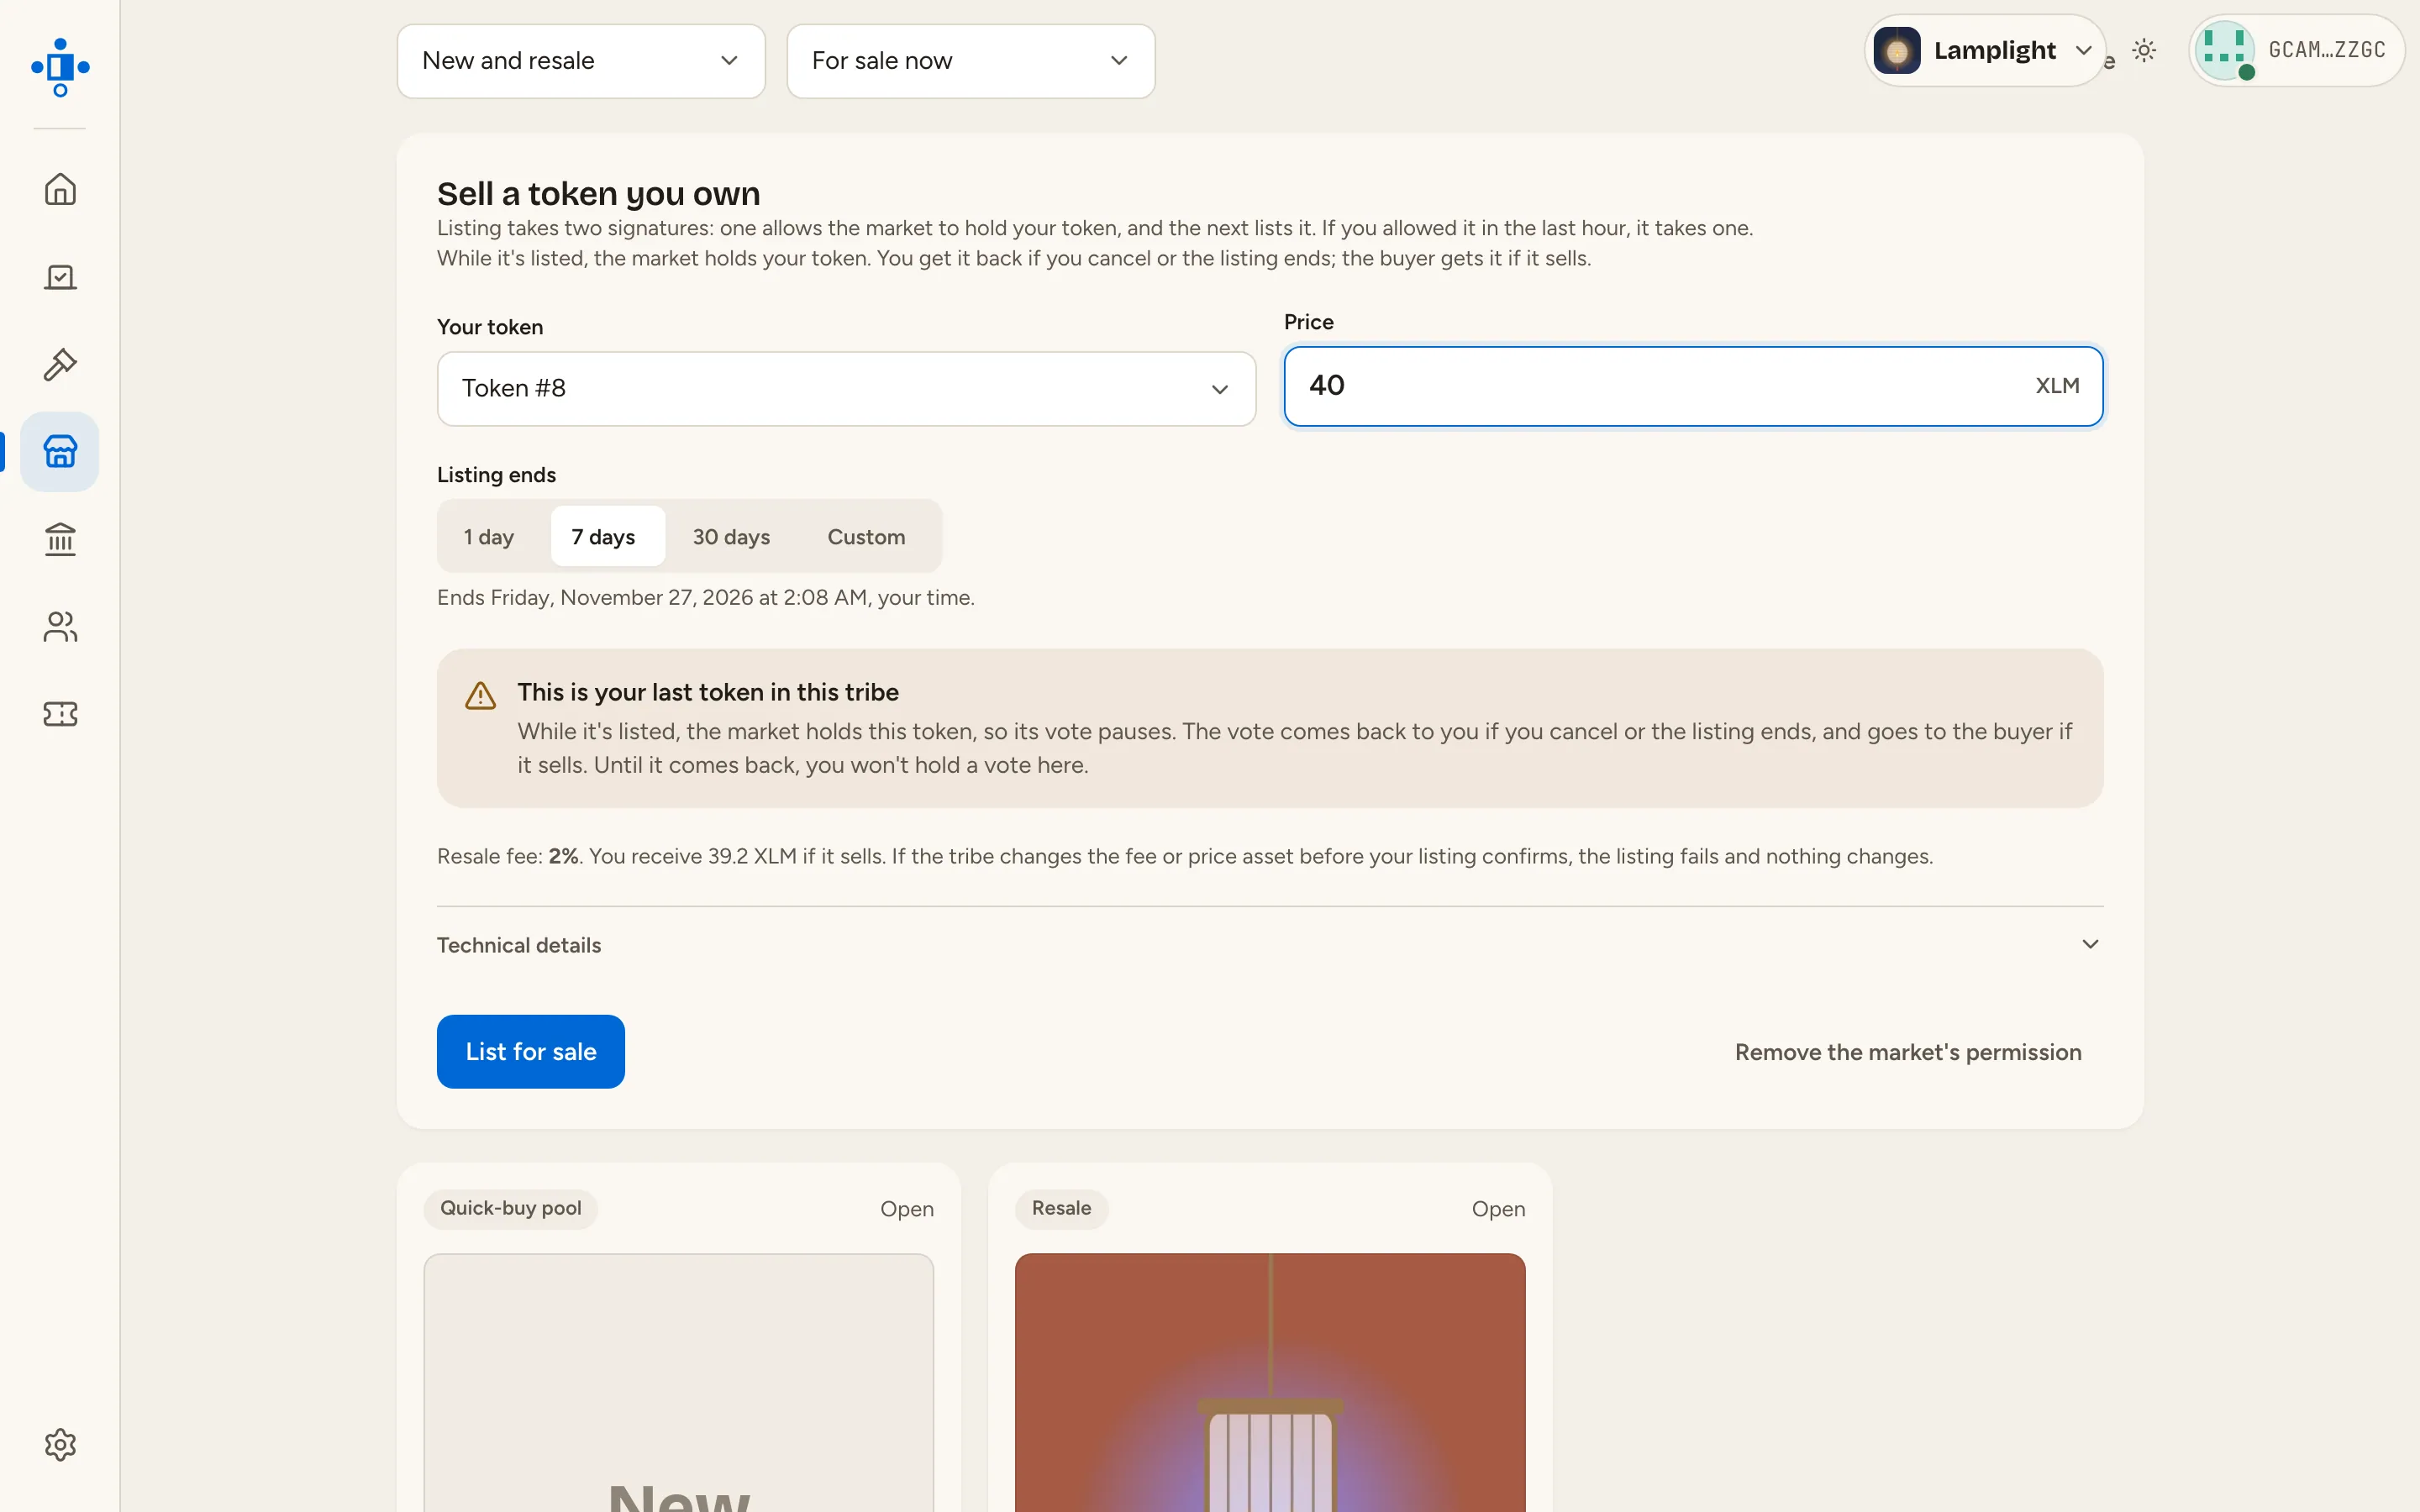 New and resale
For sale now
Lamplight
e
GCAM…ZZGC
Sell a token you own
Listing takes two signatures: one allows the market to hold your token, and the next lists it. If you allowed it in the last hour, it takes one.
While it's listed, the market holds your token. You get it back if you cancel or the listing ends; the buyer gets it if it sells.
Your token
Price
Token #8
40
XLM
Listing ends
1 day
7 days
30 days
Custom
Ends Friday, November 27, 2026 at 2:08 AM, your time.
This is your last token in this tribe
While it's listed, the market holds this token, so its vote pauses. The vote comes back to you if you cancel or the listing ends, and goes to the buyer if
it sells. Until it comes back, you won't hold a vote here.
Resale fee: 2%. You receive 39.2 XLM if it sells. If the tribe changes the fee or price asset before your listing confirms, the listing fails and nothing changes.
Technical details
List for sale
Remove the market's permission
Quick-buy pool
Open
Resale
Open
New